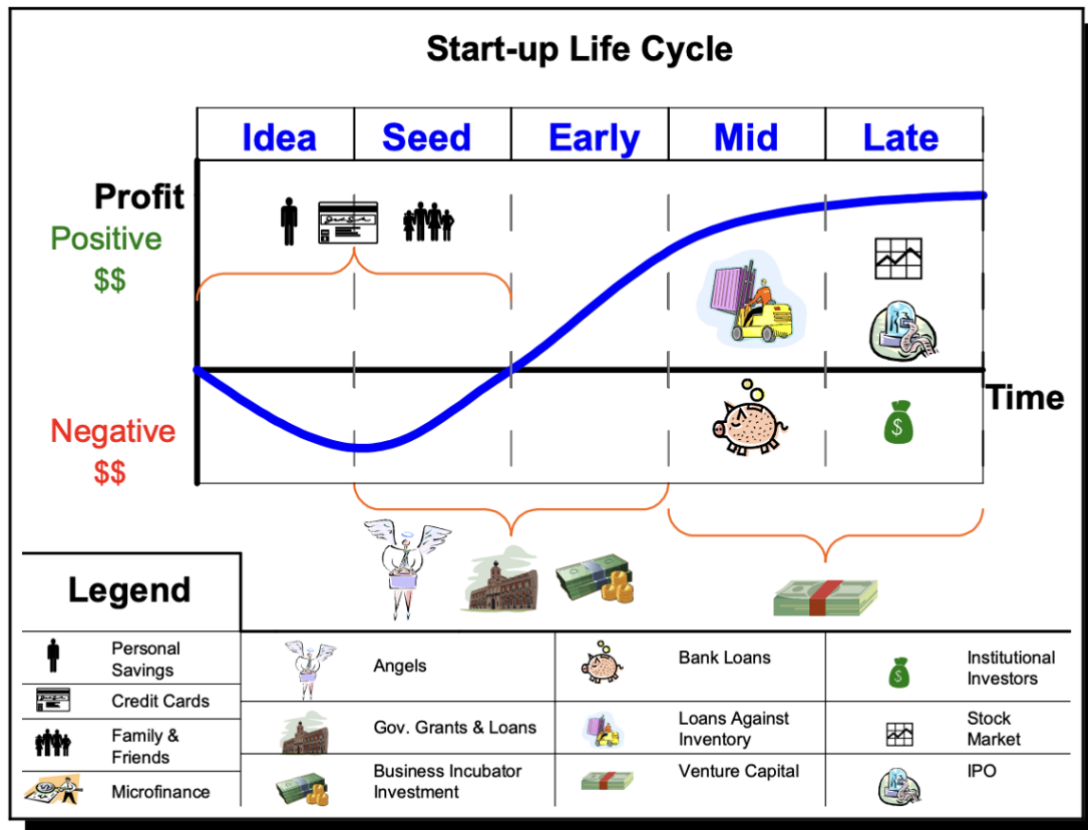 Start-up Life Cycle
Idea
Seed
Early
Mid
Late
Profit
Positive
$$
Negative
$$
Time
$
Legend
Personal
Savings
Credit Cards
Family &
Friends
Microfinance
Angels
Gov. Grants & Loans
Business Incubator
Investment
Bank Loans
Loans Against
Inventory
Venture Capital
$
Institutional
Investors
Stock
Market
IPO